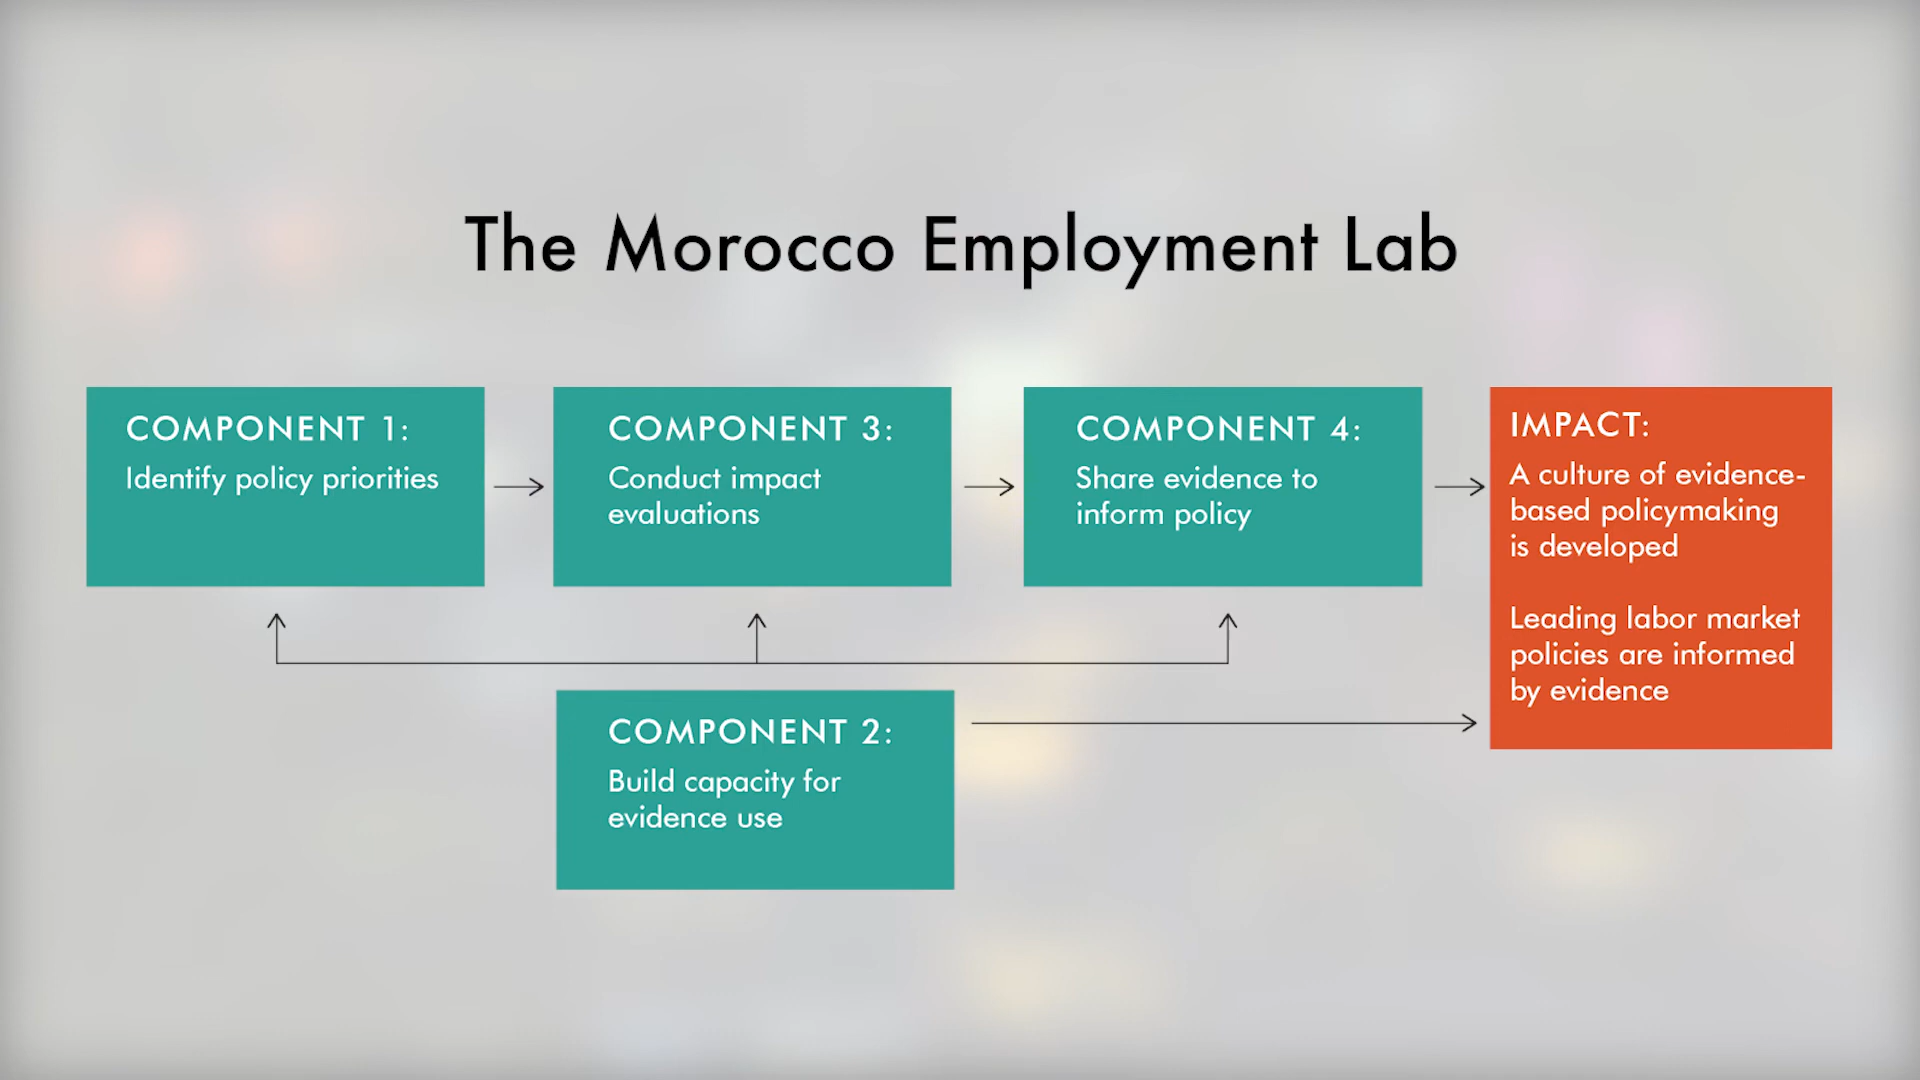 The Morocco Employment Lab
COMPONENT 1:
Identify policy priorities
COMPONENT 3:
Conduct impact
evaluations
COMPONENT 4:
Share evidence to
inform policy
IMPACT:
A culture of evidence-
based policymaking
is developed
Leading labor market
policies are informed
by evidence
COMPONENT 2:
Build capacity for
evidence use